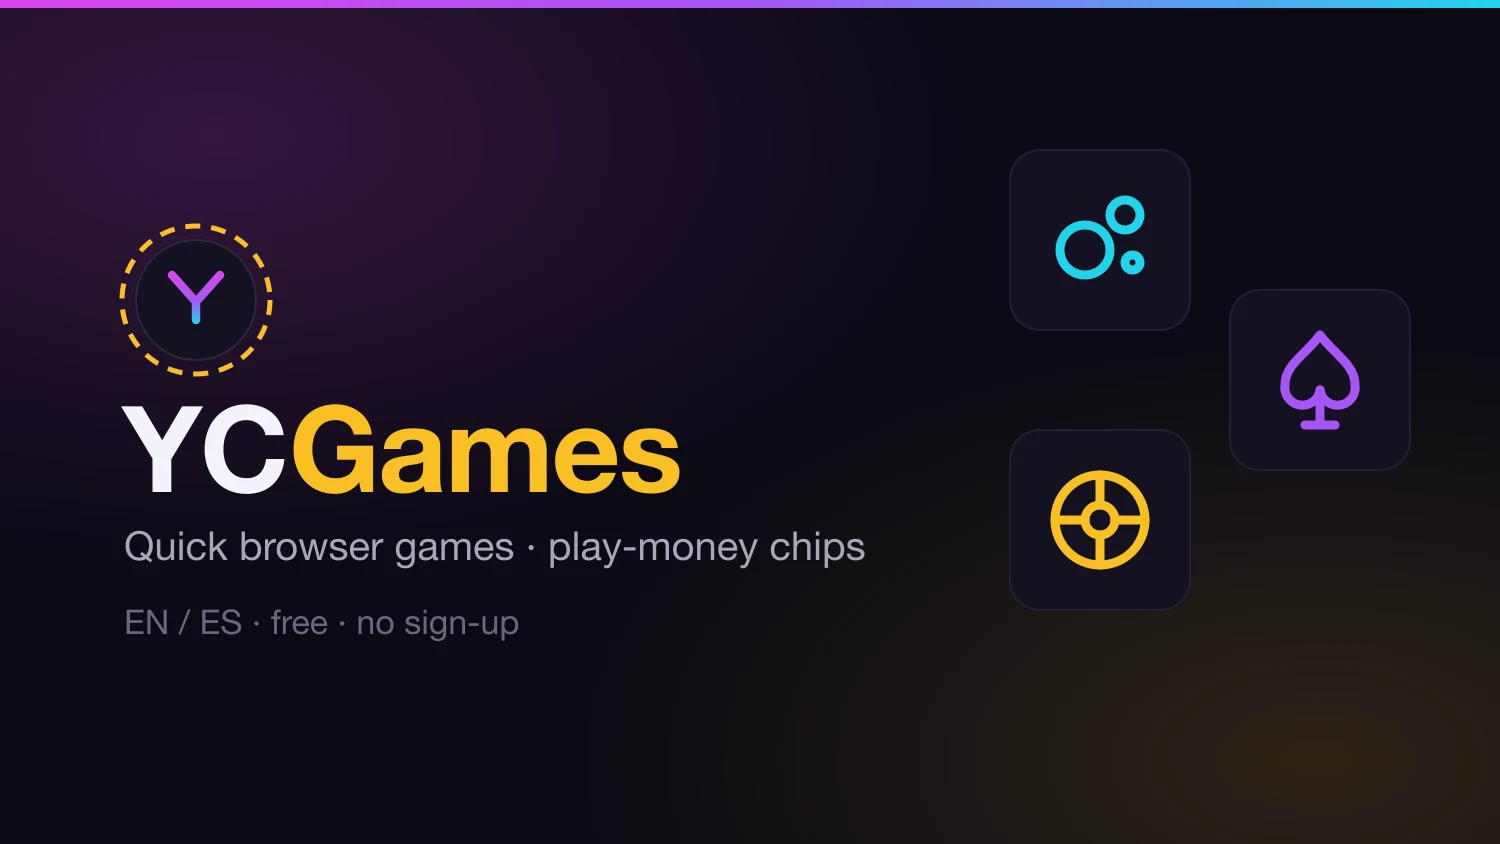 Y
YCGames
Quick browser games · play-money chips
EN / ES · free · no sign-up